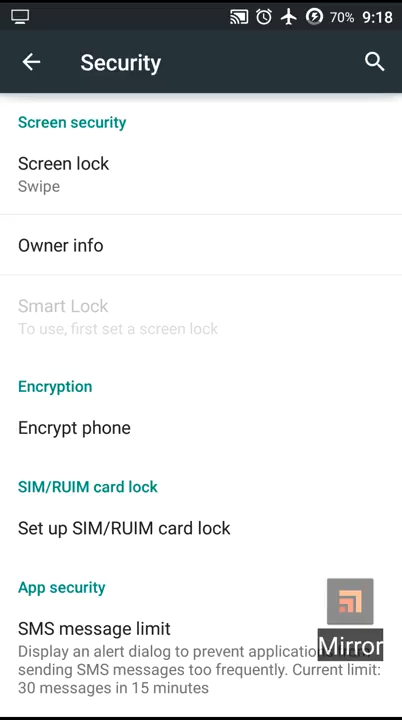 70% 9:18
Security
Screen security
Screen lock
Swipe
Owner info
Smart Lock
To use, first set a screen lock
Encryption
Encrypt phone
SIM/RUIM card lock
Set up SIM/RUIM card lock
App security
SMS message limit
Mirror
Display an alert dialog to prevent
sending SMS messages too frequently. Current limit:
30 messages in 15 minutes